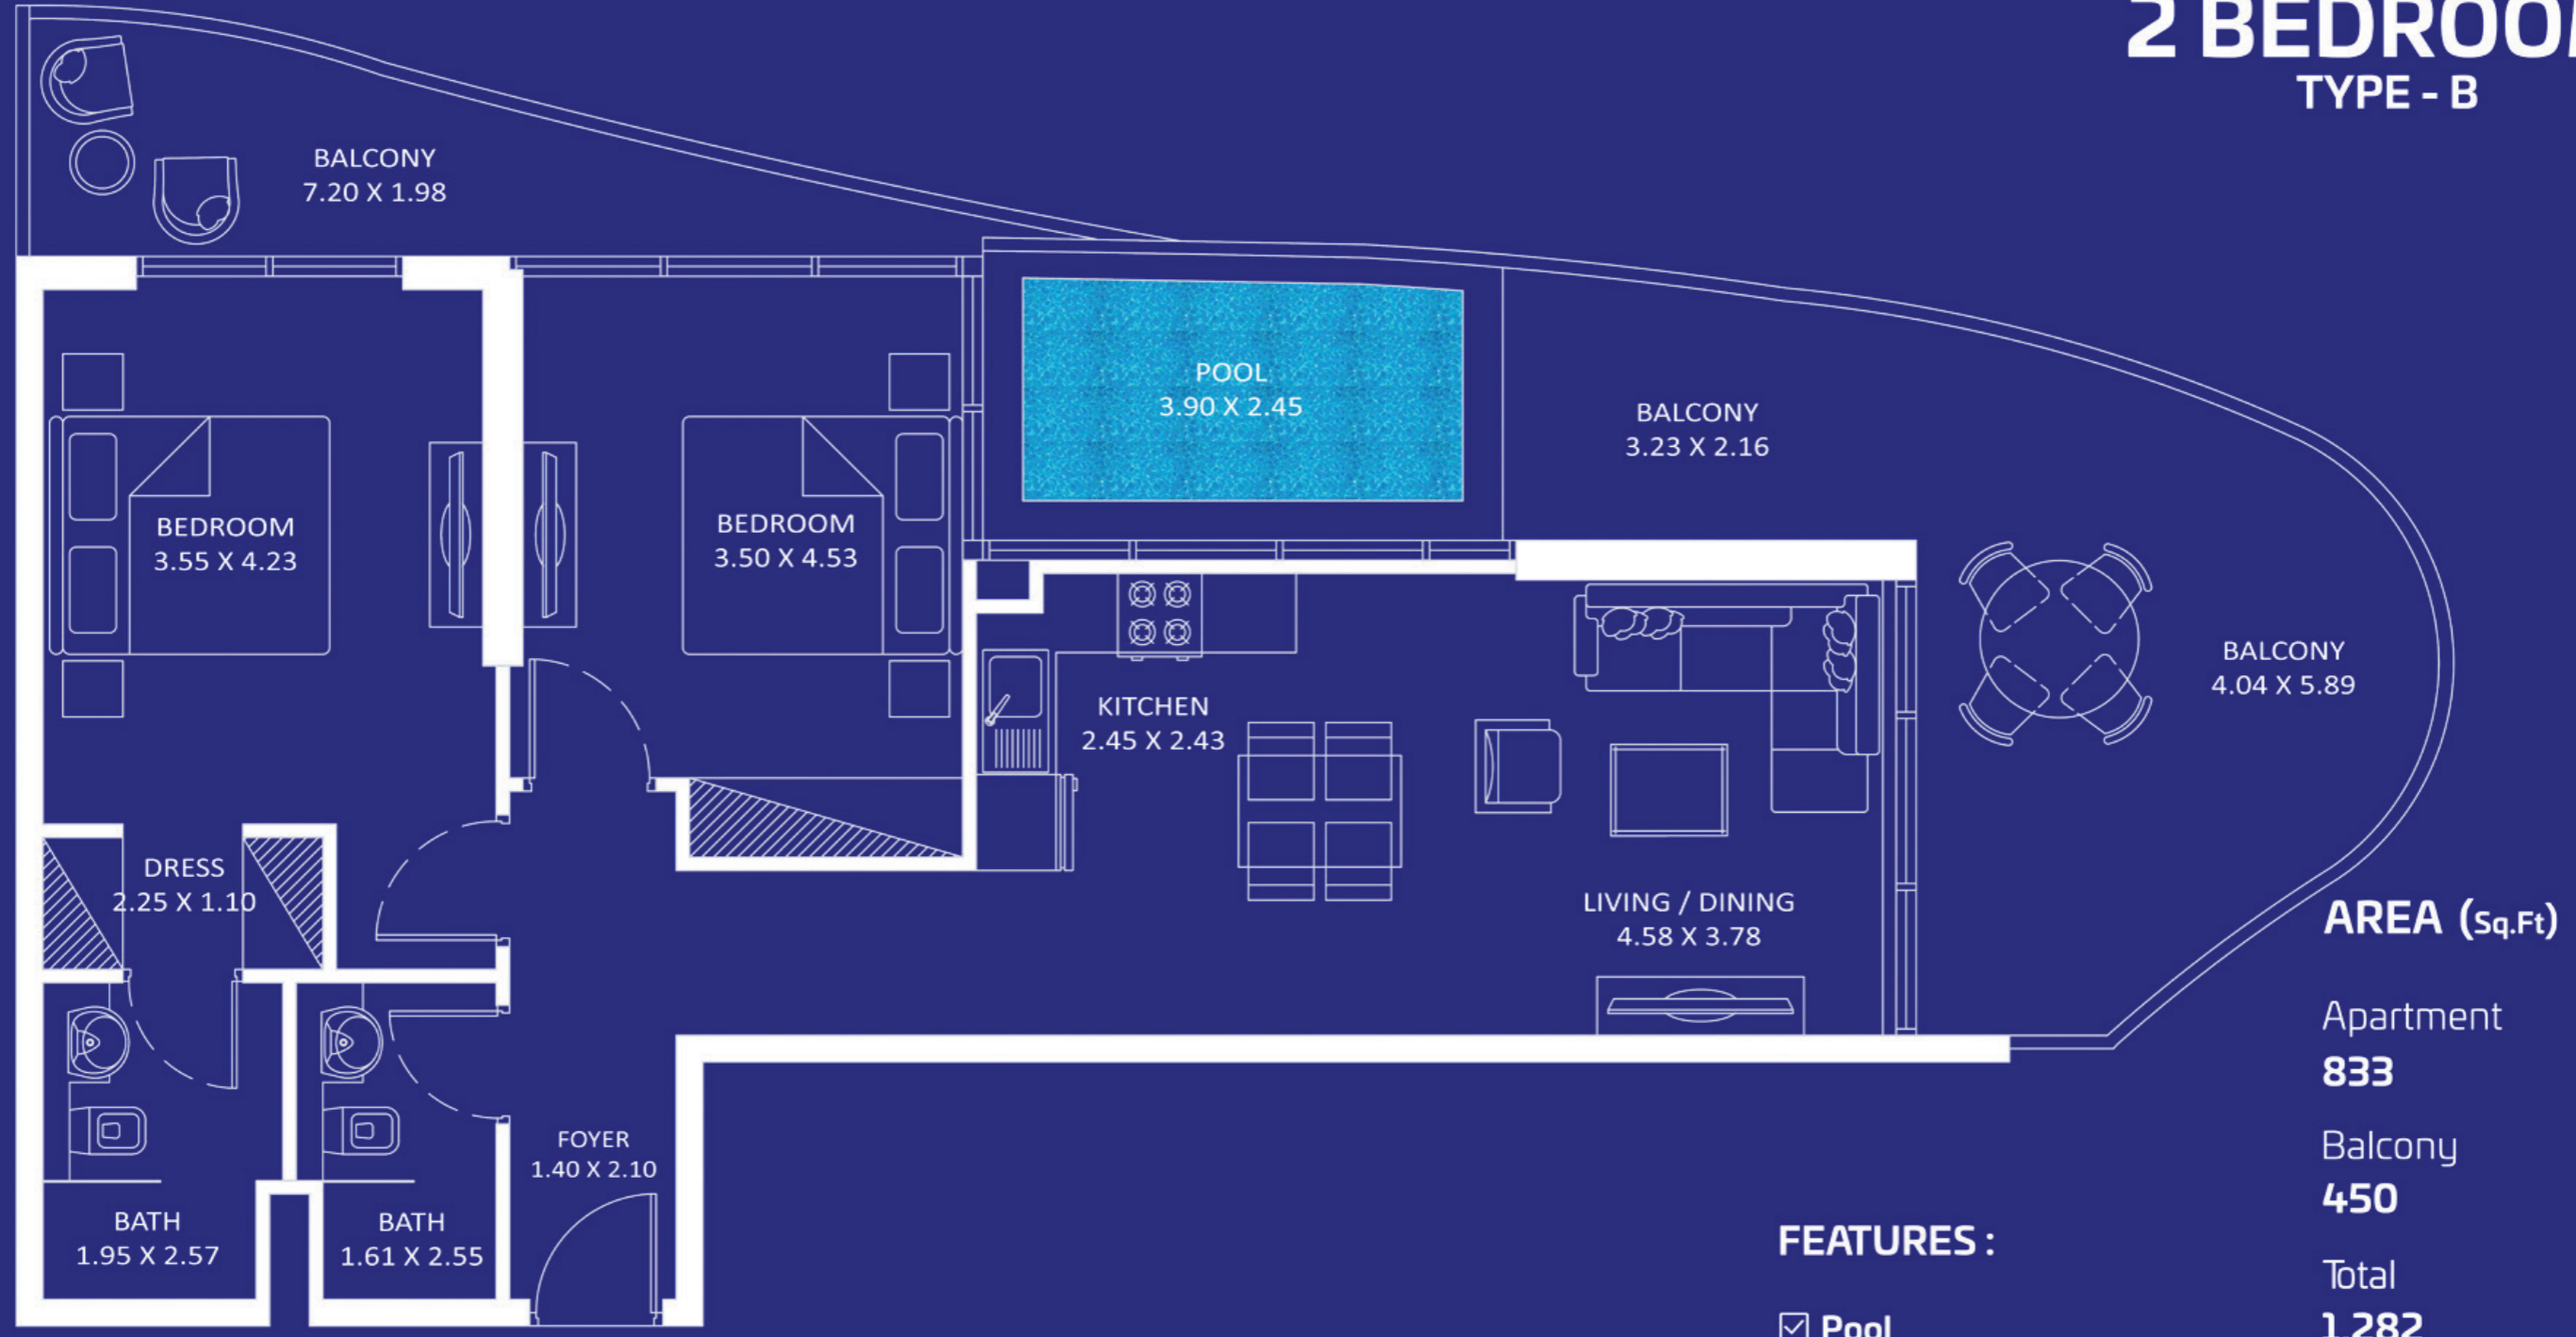 2 BEDROOM
TYPE - B
BALCONY
7.20 X 1.98
POOL
3.90 X 2.45
BALCONY
3.23 X 2.16
BEDROOM
3.55 X 4.23
BEDROOM
3.50 X 4.53
BALCONY
4.04 X 5.89
KITCHEN
2.45 X 2.43
DRESS
2.25 X 1.10
LIVING / DINING
4.58 X 3.78
FOYER
1.40 X 2.10
BATH
1.95 X 2.57
BATH
1.61 X 2.55
AREA (Sq.Ft)
Apartment
833
Balcony
450
Total
1,282
FEATURES :
☑ Pool